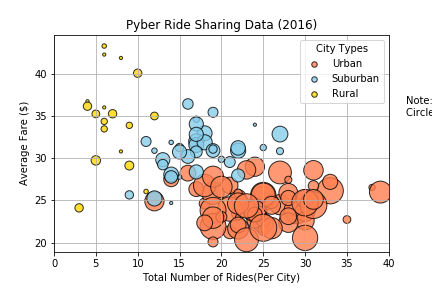 Pyber Ride Sharing Data (2016)
City Types
Urban
Suburban
Rural
Note:
Circle
Average Fare ($)
40
35
30
25
20
0 5 10 15 20 25 30 35 40
Total Number of Rides(Per City)